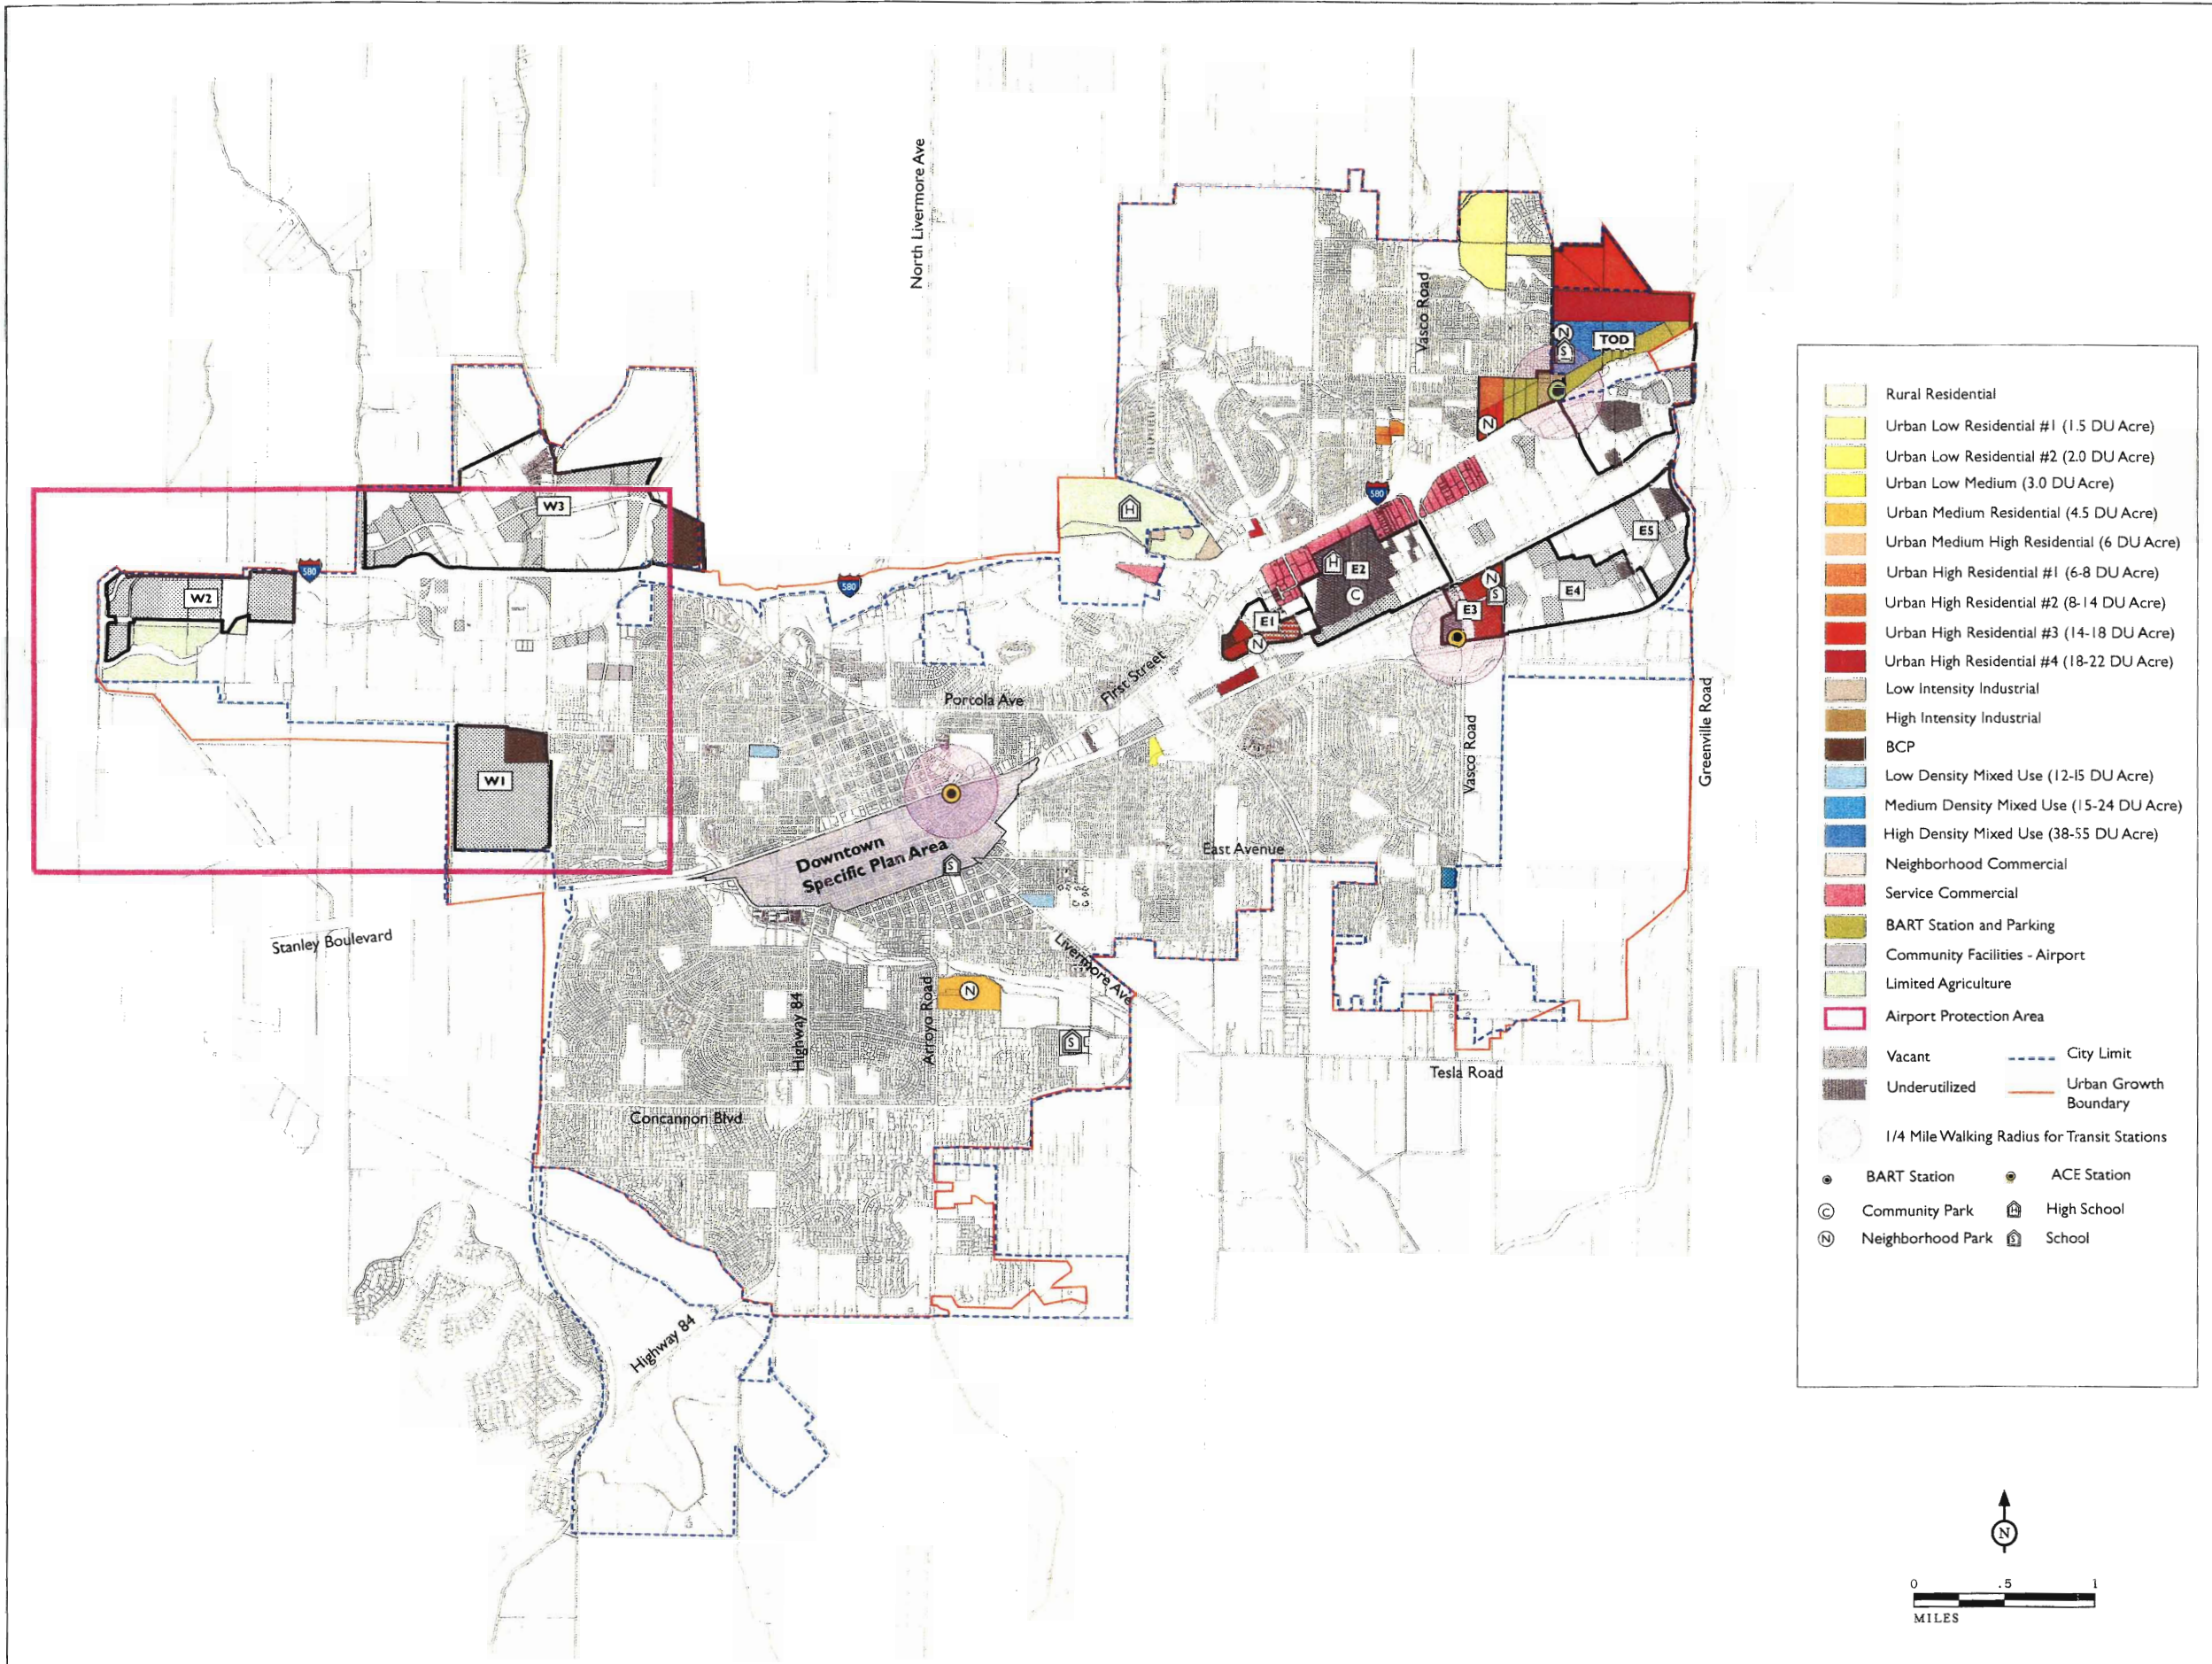 North Livermore Ave
Vasco Road
N
S
TOD
N
H
580
W3
580
W2
580
H
E2
C
E5
E4
N
S
E3
E1
N
First Street
Portola Ave
Vasco Road
Greenville Road
W1
Downtown
Specific Plan Area
S
East Avenue
Stanley Boulevard
Livermore Ave
N
Highway 84
Arroyo Road
S
Tesla Road
Concannon Blvd
Highway 84
Rural Residential
Urban Low Residential #1 (1.5 DU Acre)
Urban Low Residential #2 (2.0 DU Acre)
Urban Low Medium (3.0 DU Acre)
Urban Medium Residential (4.5 DU Acre)
Urban Medium High Residential (6 DU Acre)
Urban High Residential #1 (6-8 DU Acre)
Urban High Residential #2 (8-14 DU Acre)
Urban High Residential #3 (14-18 DU Acre)
Urban High Residential #4 (18-22 DU Acre)
Low Intensity Industrial
High Intensity Industrial
BCP
Low Density Mixed Use (12-15 DU Acre)
Medium Density Mixed Use (15-24 DU Acre)
High Density Mixed Use (38-55 DU Acre)
Neighborhood Commercial
Service Commercial
BART Station and Parking
Community Facilities - Airport
Limited Agriculture
Airport Protection Area
Vacant
City Limit
Underutilized
Urban Growth
Boundary
1/4 Mile Walking Radius for Transit Stations
BART Station
ACE Station
C Community Park
H High School
N Neighborhood Park
S School
N
0 .5 1
MILES